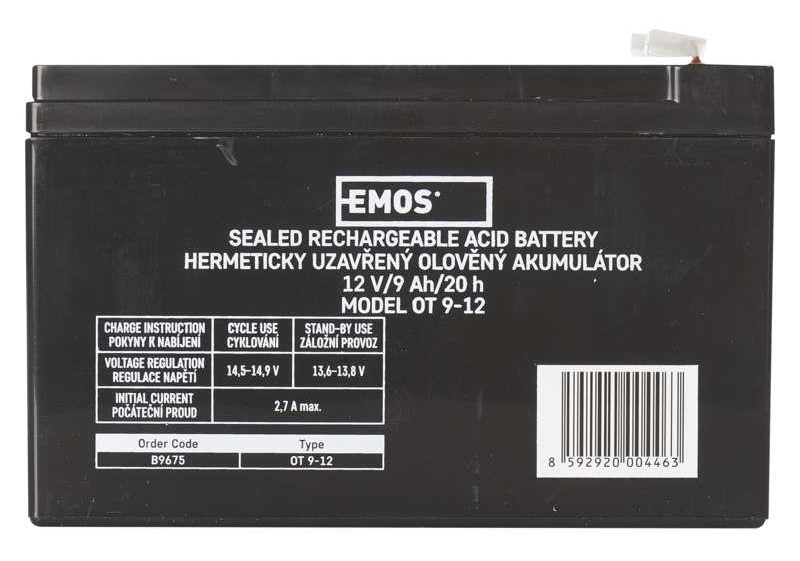 EMOS
SEALED RECHARGEABLE ACID BATTERY
HERMETICKY UZAVŘENÝ OLOVĚNÝ AKUMULÁTOR
12 V/9 Ah/20 h
MODEL OT 9-12
CHARGE INSTRUCTION
POKYNY K NABÍJENÍ
CYCLE USE
CYKLOVÁNÍ
STAND-BY USE
ZÁLOŽNÍ PROVOZ
VOLTAGE REGULATION
REGULACE NAPĚTÍ
14,5–14,9 V
13,6–13,8 V
INITIAL CURRENT
POČÁTEČNÍ PROUD
2,7 A max.
Order Code
Type
B9675
OT 9-12
8 592920 004463